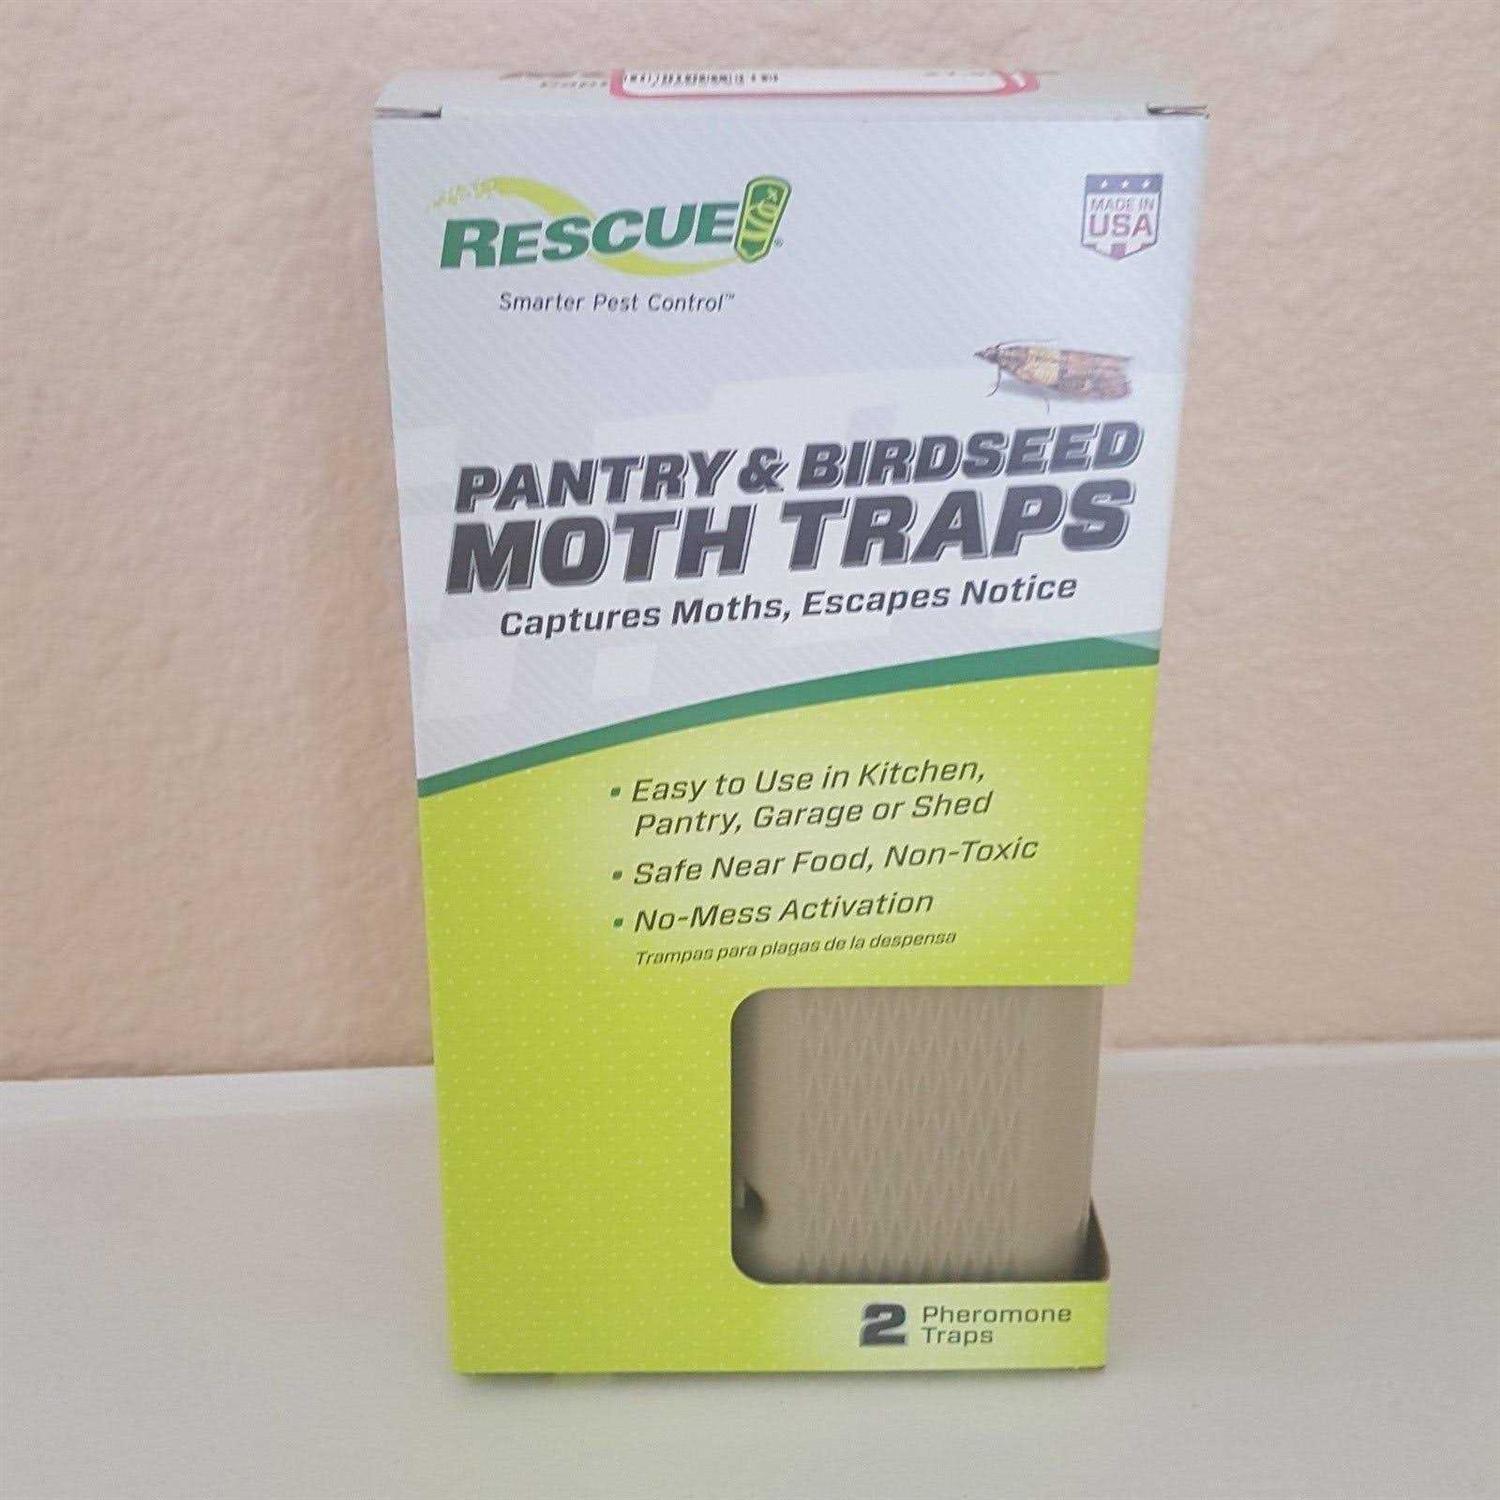 RESCUE!®
Smarter Pest Control™
MADE IN
USA
PANTRY & BIRDSEED
MOTH TRAPS
Captures Moths, Escapes Notice
• Easy to Use in Kitchen,
Pantry, Garage or Shed
• Safe Near Food, Non-Toxic
• No-Mess Activation
Trampas para plagas de la despensa
2 Pheromone
Traps